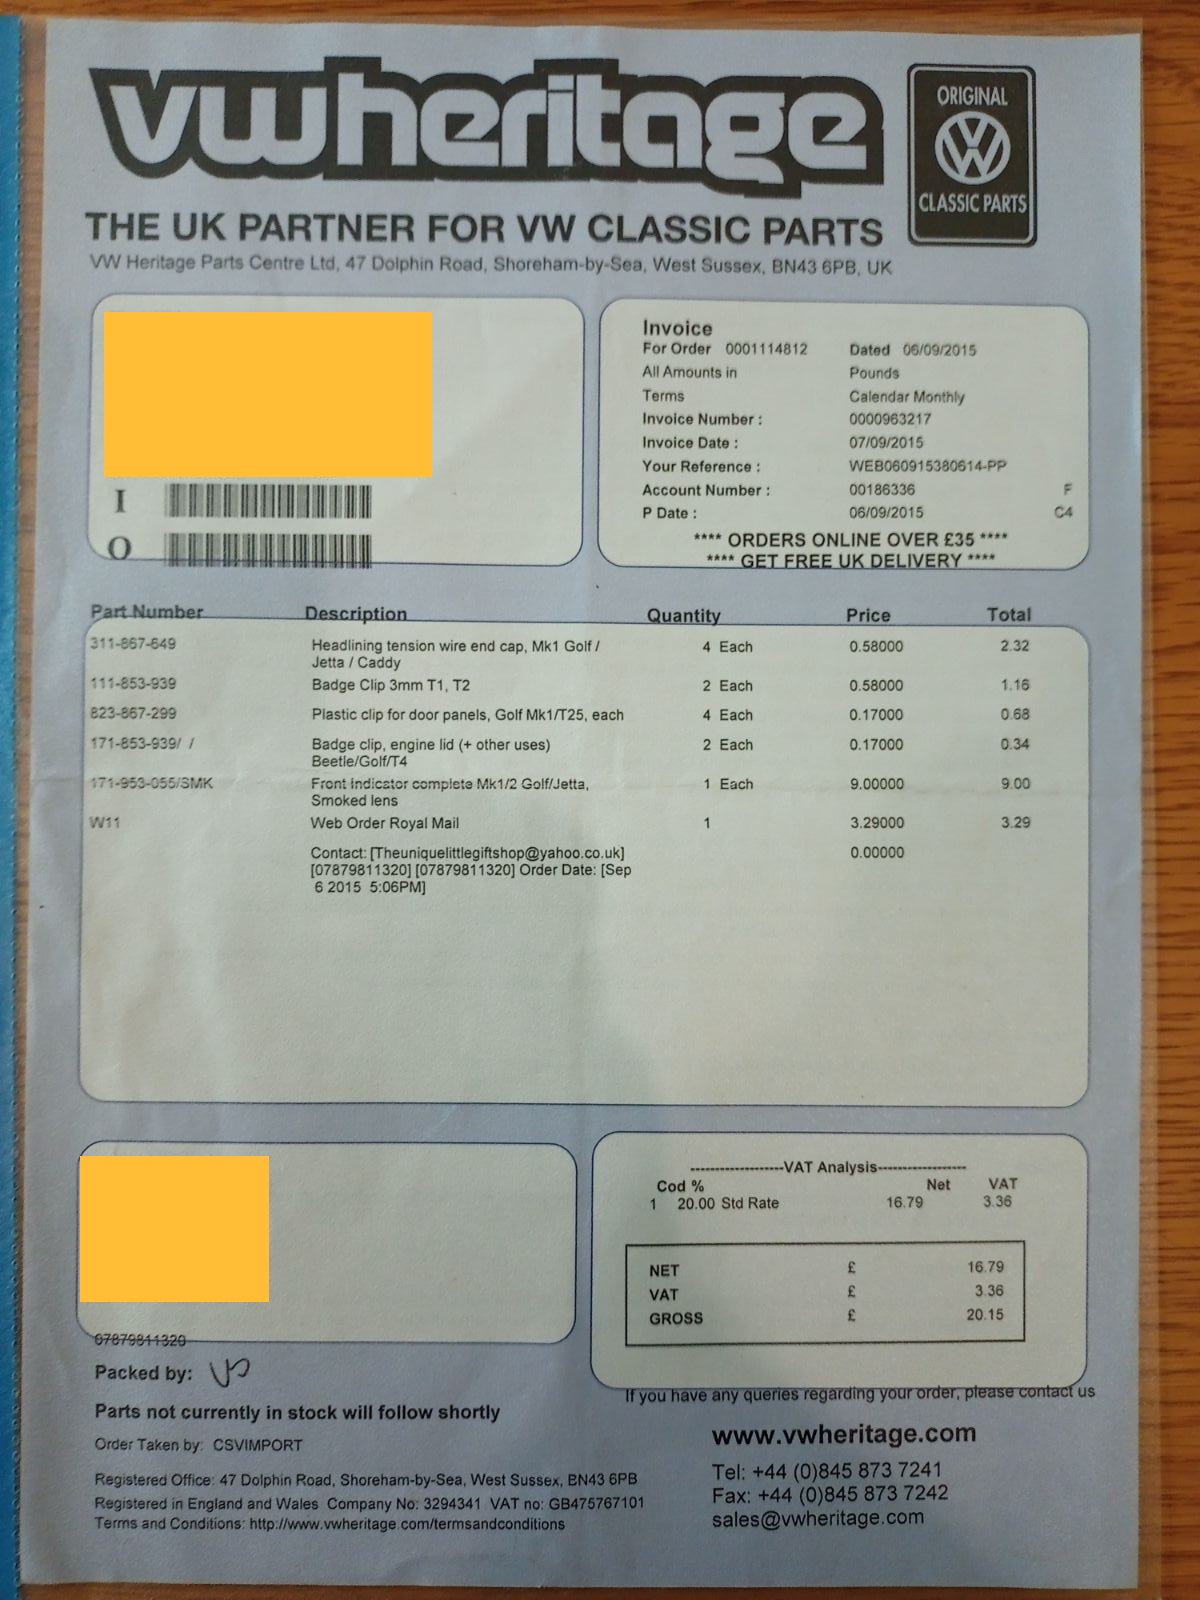 vwheritage
ORIGINAL
CLASSIC PARTS
THE UK PARTNER FOR VW CLASSIC PARTS
VW Heritage Parts Centre Ltd, 47 Dolphin Road, Shoreham-by-Sea, West Sussex, BN43 6PB, UK
I
O
Invoice
For Order 0001114812 Dated 06/09/2015
All Amounts in Pounds
Terms Calendar Monthly
Invoice Number : 0000963217
Invoice Date : 07/09/2015
Your Reference : WEB060915380614-PP
Account Number : 00186336 F
P Date : 06/09/2015 C4
**** ORDERS ONLINE OVER £35 ****
**** GET FREE UK DELIVERY ****
Part Number Description Quantity Price Total
311-867-649 Headlining tension wire end cap, Mk1 Golf / 4 Each 0.58000 2.32
Jetta / Caddy
111-853-939 Badge Clip 3mm T1, T2 2 Each 0.58000 1.16
823-867-299 Plastic clip for door panels, Golf Mk1/T25, each 4 Each 0.17000 0.68
171-853-939/ / Badge clip, engine lid (+ other uses) 2 Each 0.17000 0.34
Beetle/Golf/T4
171-953-055/SMK Front indicator complete Mk1/2 Golf/Jetta, 1 Each 9.00000 9.00
Smoked lens
W11 Web Order Royal Mail 1 3.29000 3.29
Contact: [Theuniquelittlegiftshop@yahoo.co.uk] 0.00000
[07879811320] [07879811320] Order Date: [Sep
6 2015 5:06PM]
-------------------VAT Analysis------------------
Cod % Net VAT
1 20.00 Std Rate 16.79 3.36
NET £ 16.79
VAT £ 3.36
GROSS £ 20.15
07879811320
Packed by:
Parts not currently in stock will follow shortly
Order Taken by: CSVIMPORT
Registered Office: 47 Dolphin Road, Shoreham-by-Sea, West Sussex, BN43 6PB
Registered in England and Wales Company No: 3294341 VAT no: GB475767101
Terms and Conditions: http://www.vwheritage.com/termsandconditions
If you have any queries regarding your order, please contact us
www.vwheritage.com
Tel: +44 (0)845 873 7241
Fax: +44 (0)845 873 7242
sales@vwheritage.com